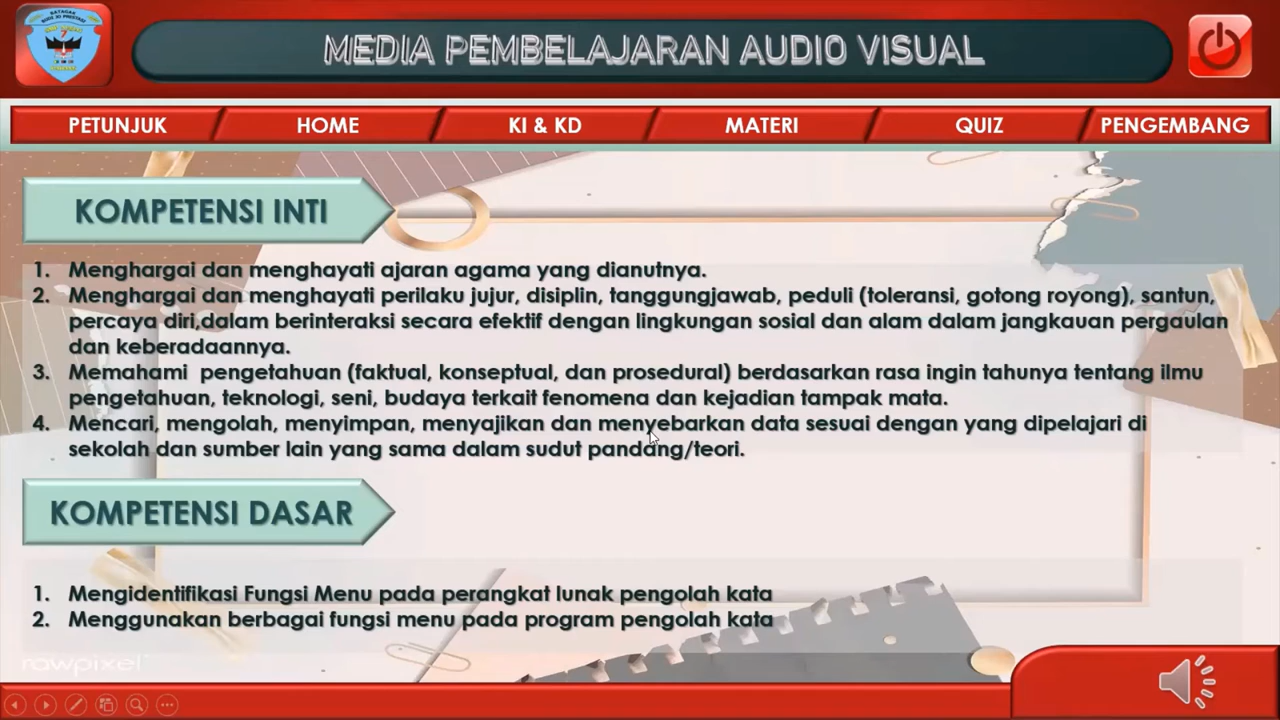 MEDIA PEMBELAJARAN AUDIO VISUAL
PETUNJUK
HOME
KI & KD
MATERI
QUIZ
PENGEMBANG
KOMPETENSI INTI
1. Menghargai dan menghayati ajaran agama yang dianutnya.
2. Menghargai dan menghayati perilaku jujur, disiplin, tanggungjawab, peduli (toleransi, gotong royong), santun,
percaya diri,dalam berinteraksi secara efektif dengan lingkungan sosial dan alam dalam jangkauan pergaulan
dan keberadaannya.
3. Memahami pengetahuan (faktual, konseptual, dan prosedural) berdasarkan rasa ingin tahunya tentang ilmu
pengetahuan, teknologi, seni, budaya terkait fenomena dan kejadian tampak mata.
4. Mencari, mengolah, menyimpan, menyajikan dan menyebarkan data sesuai dengan yang dipelajari di
sekolah dan sumber lain yang sama dalam sudut pandang/teori.
KOMPETENSI DASAR
1. Mengidentifikasi Fungsi Menu pada perangkat lunak pengolah kata
2. Menggunakan berbagai fungsi menu pada program pengolah kata
rawpixel